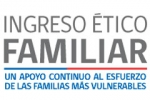 INGRESO ÉTICO
FAMILIAR
UN APOYO CONTINUO AL ESFUERZO
DE LAS FAMILIAS MÁS VULNERABLES